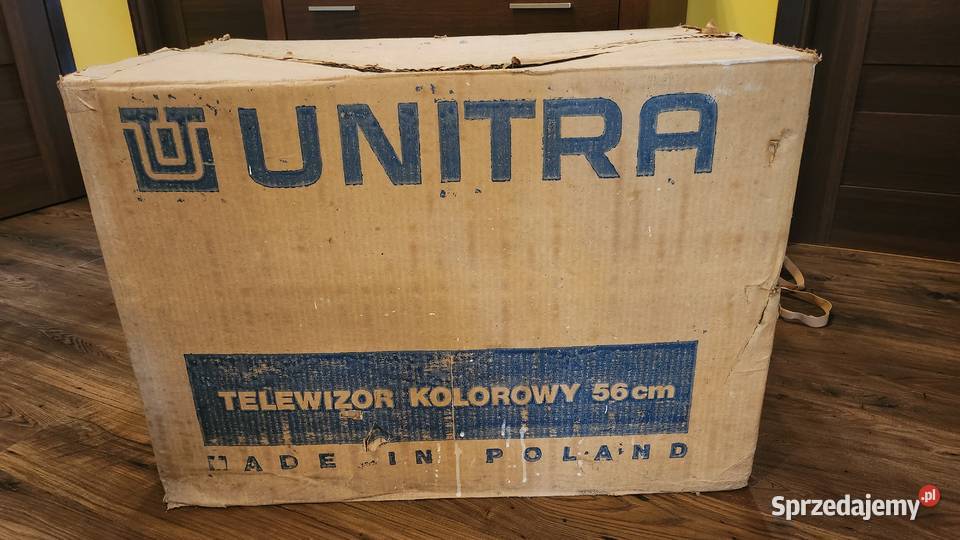 UNITRA
TELEWIZOR KOLOROWY 56 cm
MADE IN POLAND
Sprzedajemy.pl